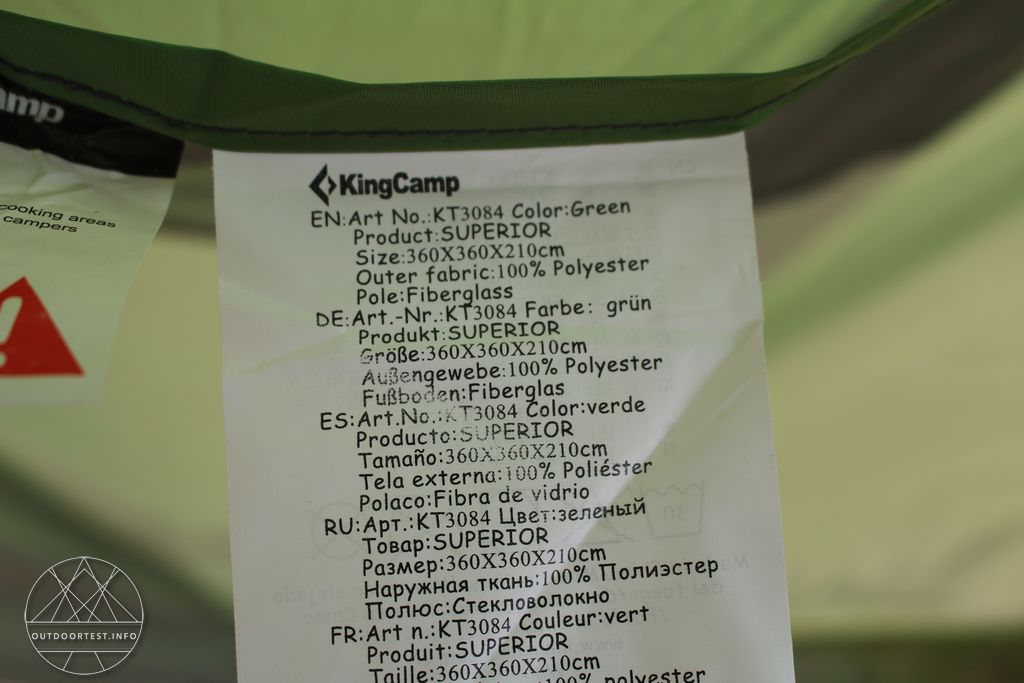 amp
cooking areas
campers
!
KingCamp
EN:Art No.:KT3084 Color:Green
Product:SUPERIOR
Size:360X360X210cm
Outer fabric:100% Polyester
Pole:Fiberglass
DE:Art.-Nr.:KT3084 Farbe: grün
Produkt:SUPERIOR
Größe:360X360X210cm
Außengewebe:100% Polyester
Fußboden:Fiberglas
ES:Art.No.:KT3084 Color:verde
Producto:SUPERIOR
Tamaño:360X360X210cm
Tela externa:100% Poliéster
Polaco:Fibra de vidrio
RU:Арт.:KT3084 Цвет:зеленый
Товар:SUPERIOR
Размер:360X360X210cm
Наружная ткань:100% Полиэстер
Полюс:Стекловолокно
FR:Art n.:KT3084 Couleur:vert
Produit:SUPERIOR
Taille:360X360X210cm
100% polyester
OUTDOORTEST.INFO